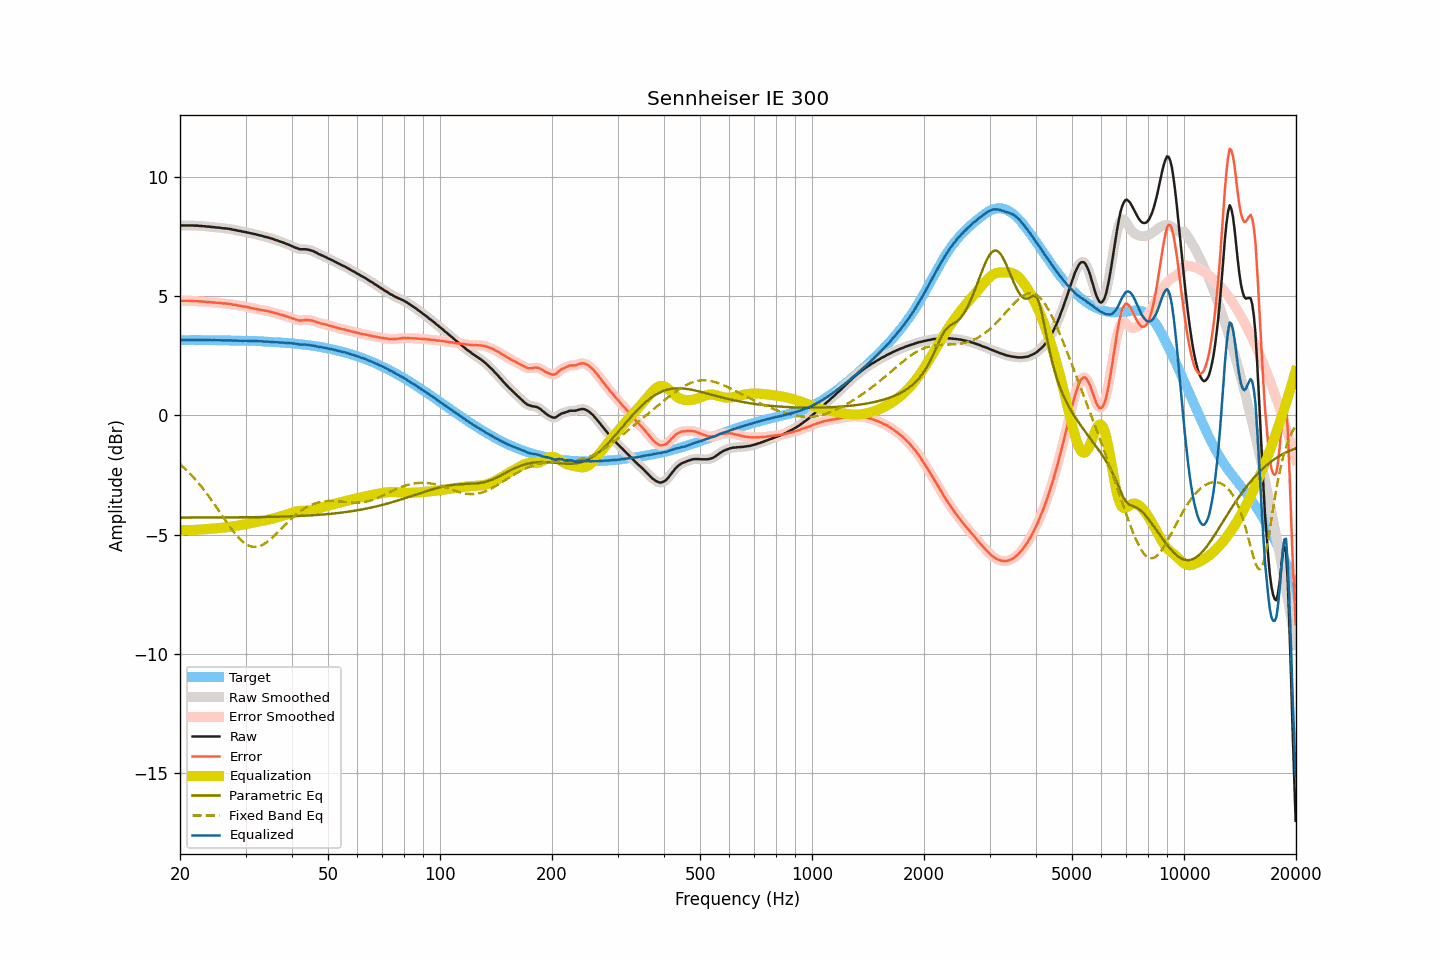 Sennheiser IE 300
10
5
0
−5
−10
−15
Amplitude (dBr)
Target
Raw Smoothed
Error Smoothed
Raw
Error
Equalization
Parametric Eq
Fixed Band Eq
Equalized
20 50 100 200 500 1000 2000 5000 10000 20000
Frequency (Hz)